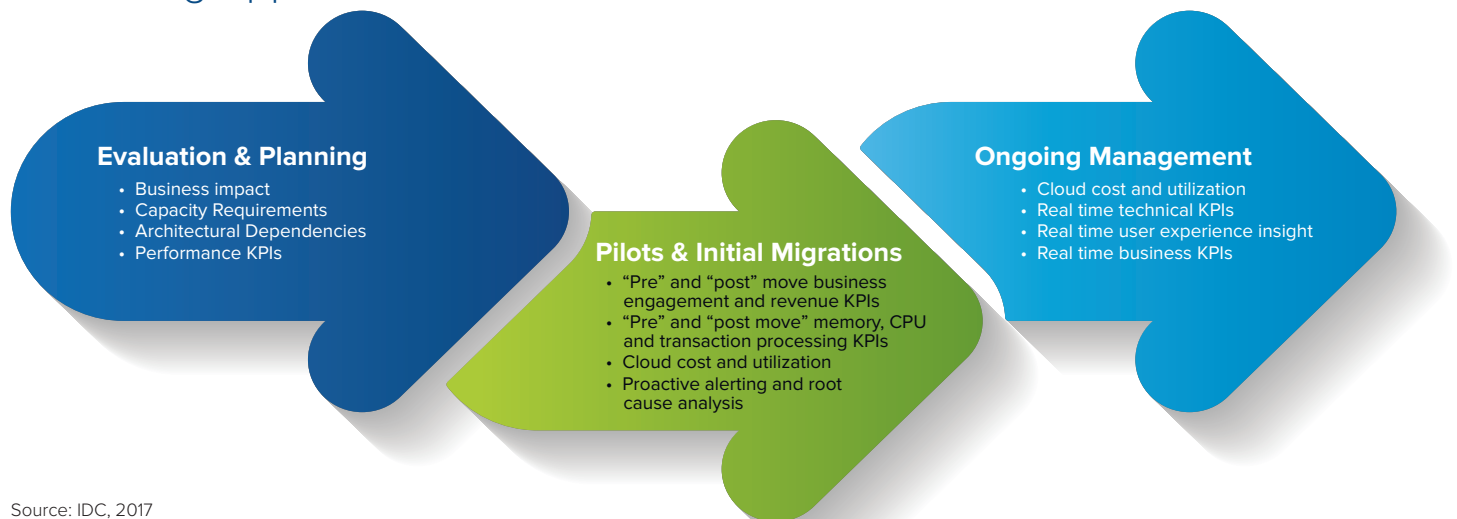 Evaluation & Planning
• Business impact
• Capacity Requirements
• Architectural Dependencies
• Performance KPIs
Pilots & Initial Migrations
• “Pre” and “post” move business
engagement and revenue KPIs
• “Pre” and “post move” memory, CPU
and transaction processing KPIs
• Cloud cost and utilization
• Proactive alerting and root
cause analysis
Ongoing Management
• Cloud cost and utilization
• Real time technical KPIs
• Real time user experience insight
• Real time business KPIs
Source: IDC, 2017